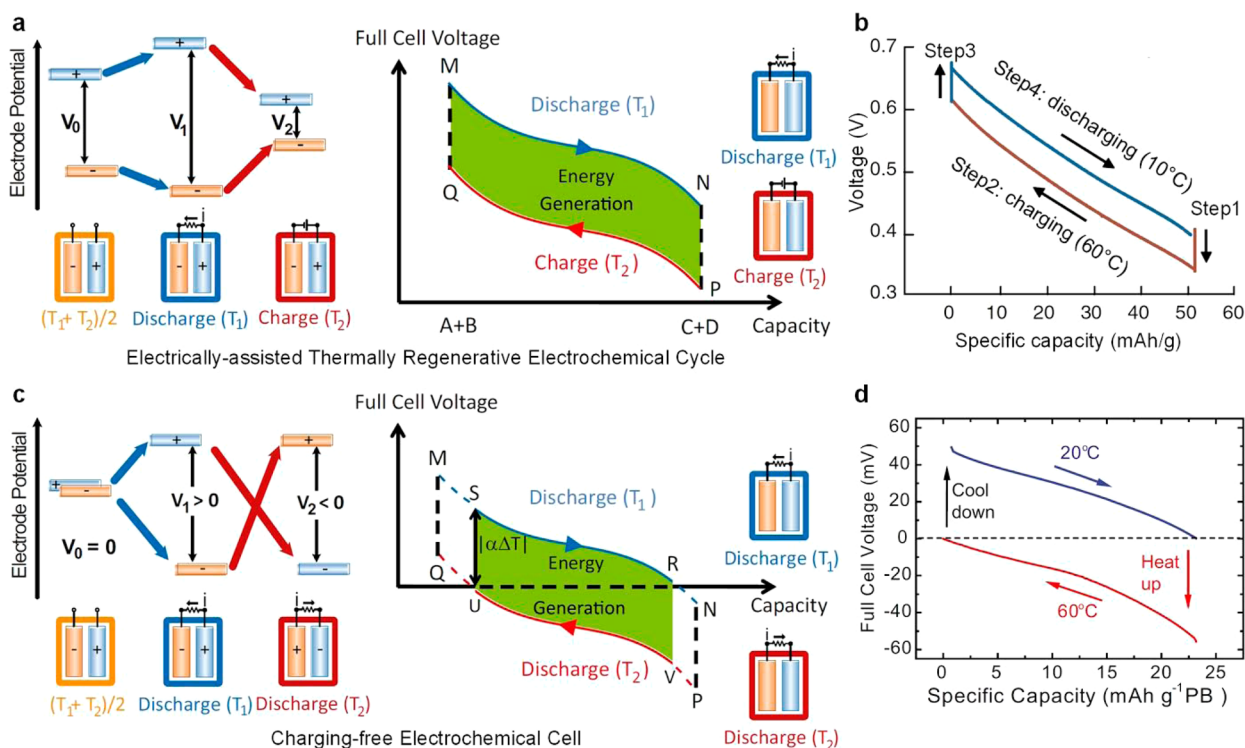 a
Electrode Potential
+
+
+
-
-
-
V₀
V₁
V₂
- +
i
- +
- +
(T₁+ T₂)/2
Discharge (T₁)
Charge (T₂)
Full Cell Voltage
M
Discharge (T₁)
N
Energy
Generation
Q
Charge (T₂)
P
A+B
C+D
Capacity
i
Discharge (T₁)
Charge (T₂)
Electrically-assisted Thermally Regenerative Electrochemical Cycle
b
Voltage (V)
0.7
0.6
0.5
0.4
0.3
Step3
Step4: discharging (10°C)
Step2: charging (60°C)
Step1
0 10 20 30 40 50 60
Specific capacity (mAh/g)
c
Electrode Potential
-
+
-
+
-
V₀ = 0
V₁ > 0
V₂ < 0
- +
i
- +
i
+ -
(T₁+ T₂)/2
Discharge (T₁)
Discharge (T₂)
Full Cell Voltage
M
S
Discharge (T₁)
|αΔT|
Energy
R
Q
U
Generation
N
Capacity
Discharge (T₂)
V
P
i
Discharge (T₁)
i
Discharge (T₂)
Charging-free Electrochemical Cell
d
Full Cell Voltage (mV)
60
40
20
0
-20
-40
-60
20°C
Cool
down
Heat
up
60°C
0 5 10 15 20 25
Specific Capacity (mAh g⁻¹PB )